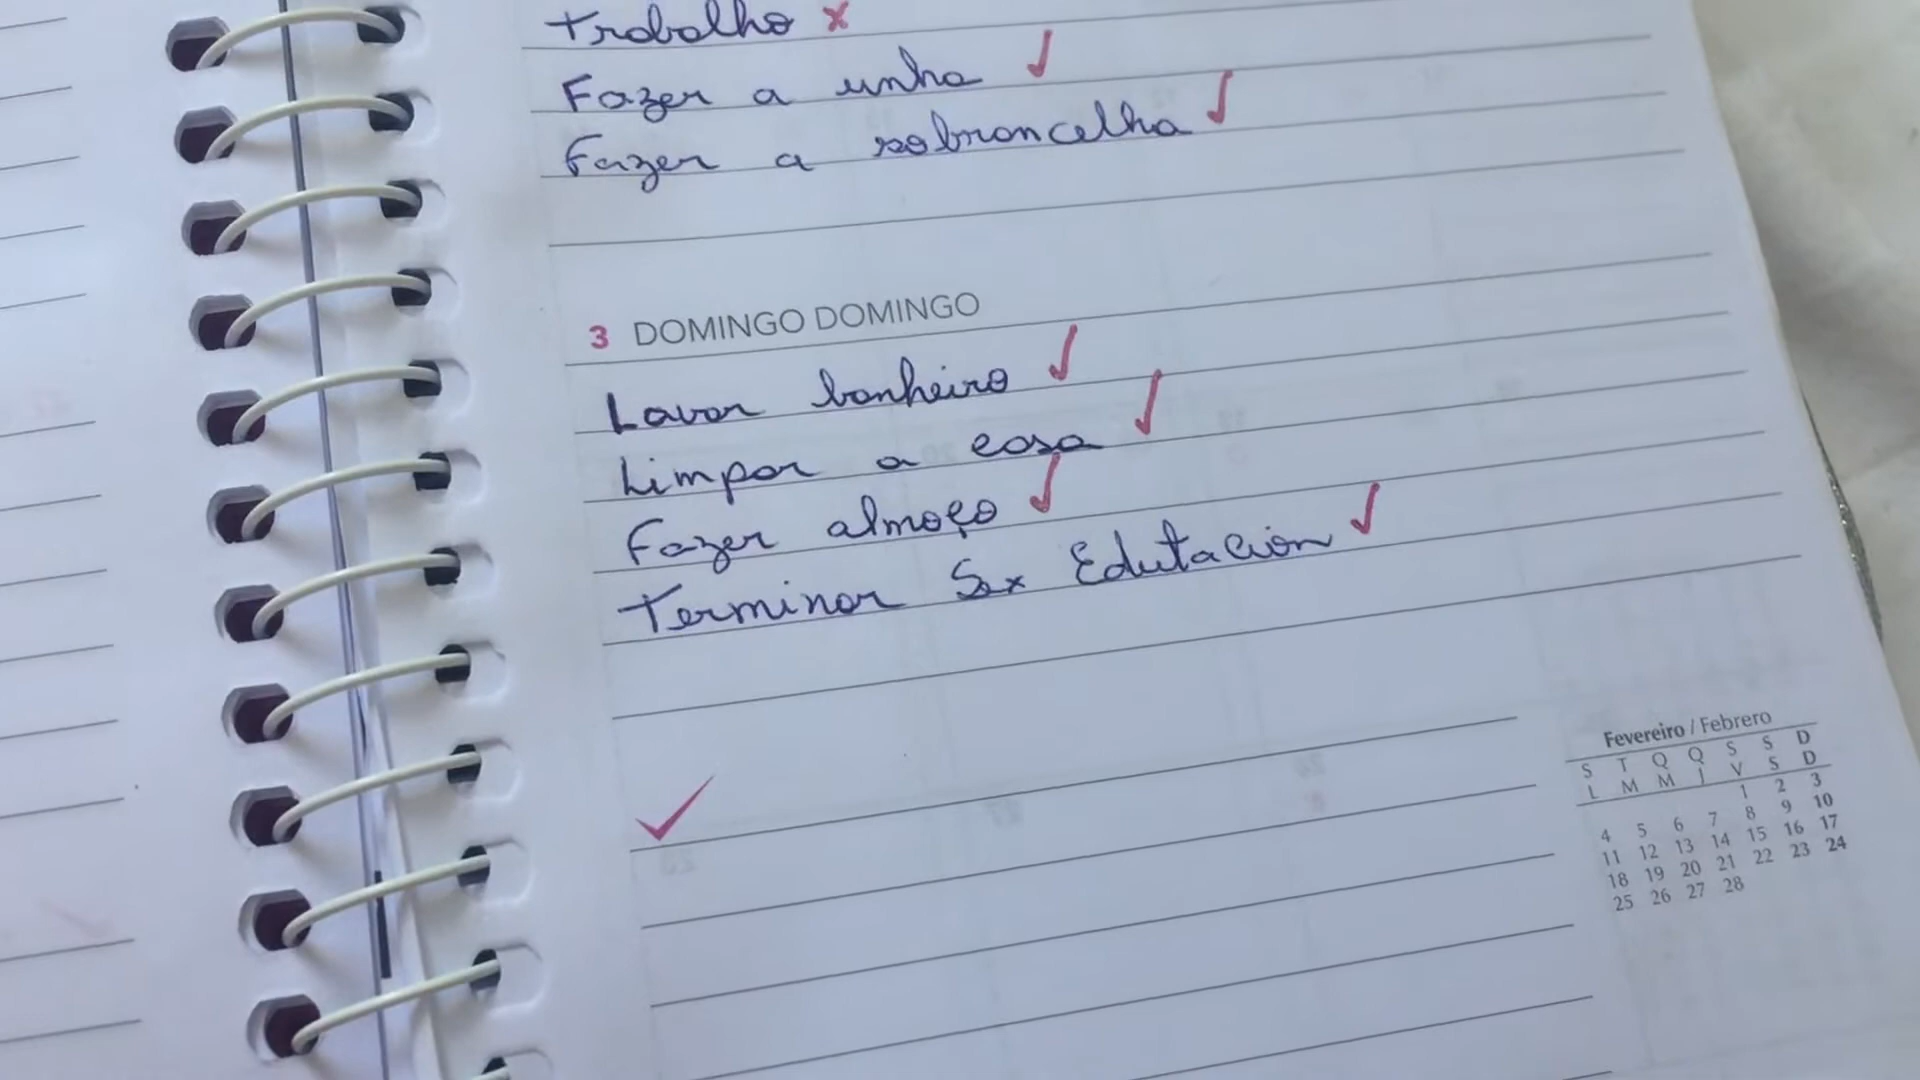 Trabalho x
Fazer a unha ✓
Fazer a sobrancelha ✓
3 DOMINGO DOMINGO
Lavar banheiro ✓
Limpar a casa ✓
Fazer almoço ✓
Terminar Sex Edutacion ✓
✓
Fevereiro / Febrero
S T Q Q S S D
L M M J V S D
1 2 3
4 5 6 7 8 9 10
11 12 13 14 15 16 17
18 19 20 21 22 23 24
25 26 27 28